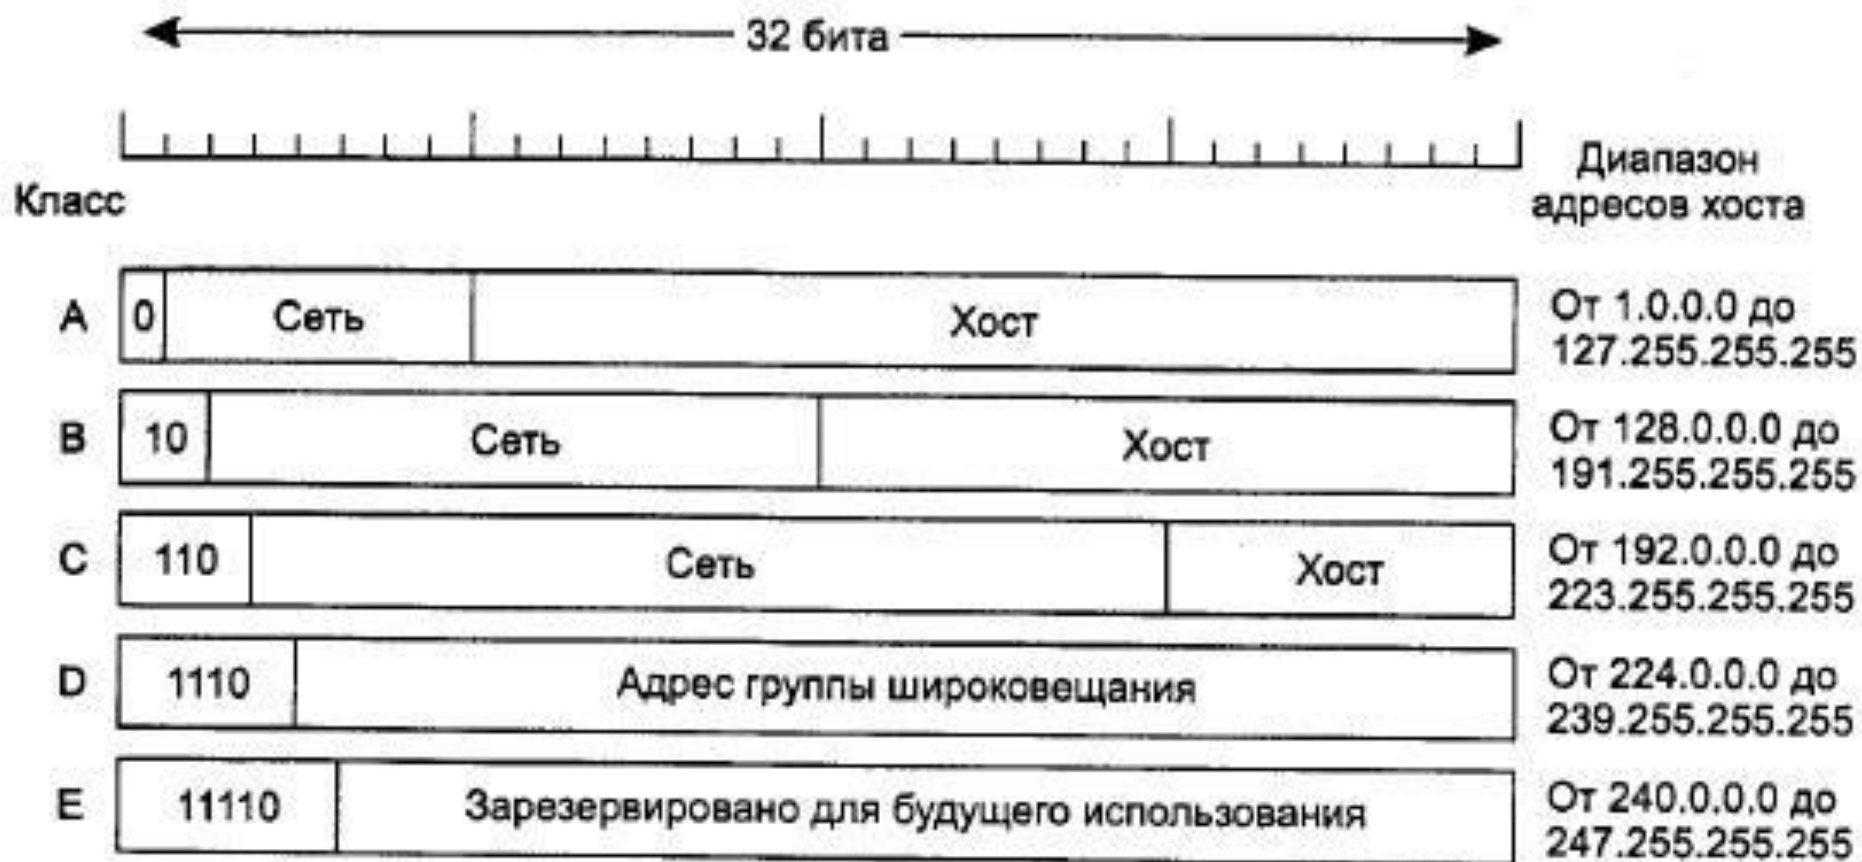 32 бита
Диапазон
адресов хоста
Класс
A 0 Сеть Хост От 1.0.0.0 до
127.255.255.255
B 10 Сеть Хост От 128.0.0.0 до
191.255.255.255
C 110 Сеть Хост От 192.0.0.0 до
223.255.255.255
D 1110 Адрес группы широковещания От 224.0.0.0 до
239.255.255.255
E 11110 Зарезервировано для будущего использования От 240.0.0.0 до
247.255.255.255